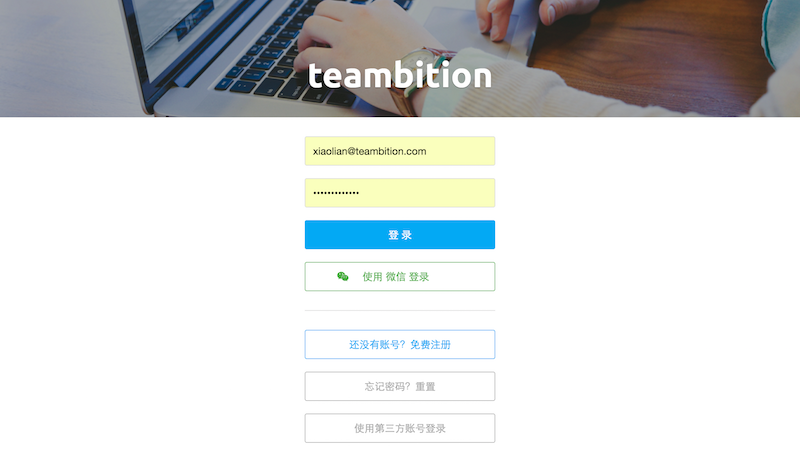 teambition
xiaolian@teambition.com
•••••••••••••
登 录
使用 微信 登录
还没有账号？免费注册
忘记密码？重置
使用第三方账号登录